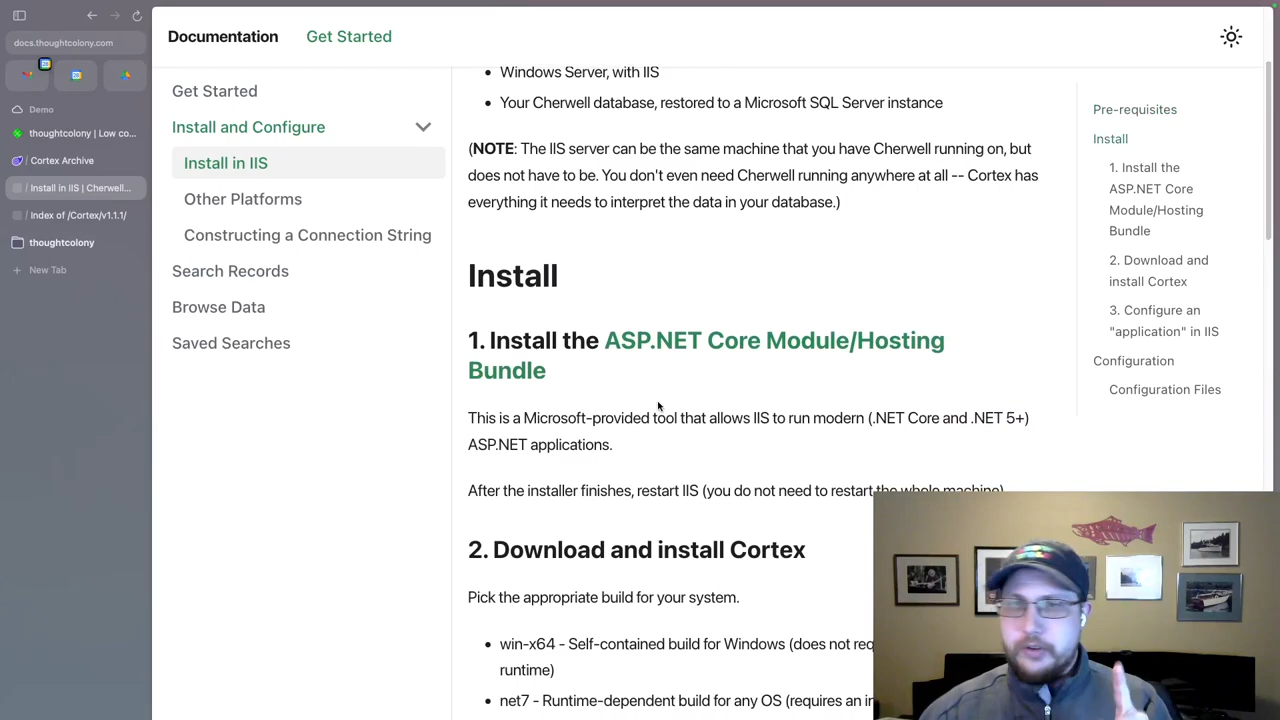 docs.thoughtcolony.com
Demo
thoughtcolony | Low co...
Cortex Archive
/ Install in IIS | Cherwell...
/ Index of /Cortex/v1.1.1/
thoughtcolony
New Tab
Documentation
Get Started
Get Started
Install and Configure
Install in IIS
Other Platforms
Constructing a Connection String
Search Records
Browse Data
Saved Searches
Windows Server, with IIS
Your Cherwell database, restored to a Microsoft SQL Server instance
(NOTE: The IIS server can be the same machine that you have Cherwell running on, but
does not have to be. You don't even need Cherwell running anywhere at all -- Cortex has
everything it needs to interpret the data in your database.)
Install
1. Install the ASP.NET Core Module/Hosting
Bundle
This is a Microsoft-provided tool that allows IIS to run modern (.NET Core and .NET 5+)
ASP.NET applications.
After the installer finishes, restart IIS (you do not need to restart the whole machine)
2. Download and install Cortex
Pick the appropriate build for your system.
win-x64 - Self-contained build for Windows (does not req
runtime)
net7 - Runtime-dependent build for any OS (requires an i
Pre-requisites
Install
1. Install the
ASP.NET Core
Module/Hosting
Bundle
2. Download and
install Cortex
3. Configure an
"application" in IIS
Configuration
Configuration Files